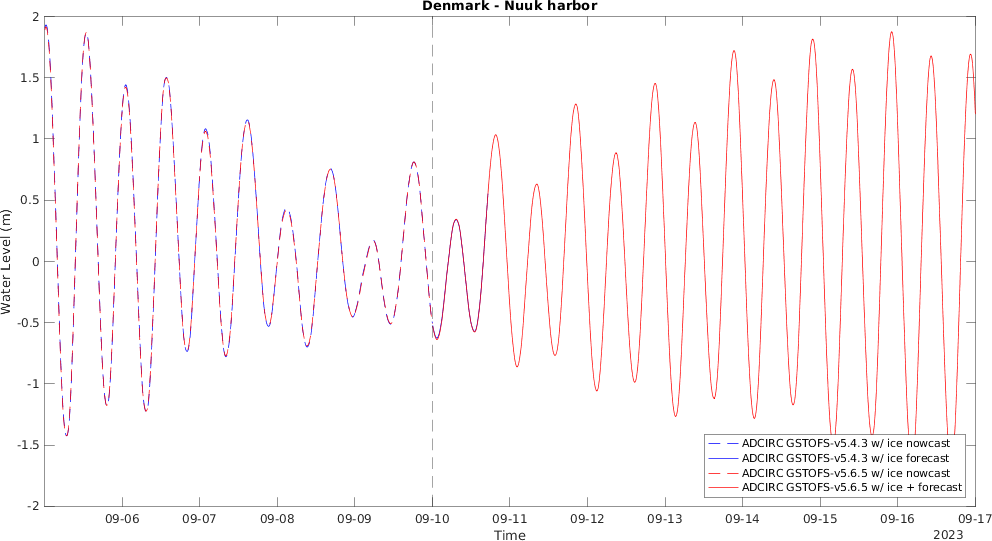 Denmark - Nuuk harbor
2
1.5
1
0.5
0
-0.5
-1
-1.5
-2
Water Level (m)
ADCIRC GSTOFS-v5.4.3 w/ ice nowcast
ADCIRC GSTOFS-v5.4.3 w/ ice forecast
ADCIRC GSTOFS-v5.6.5 w/ ice nowcast
ADCIRC GSTOFS-v5.6.5 w/ ice + forecast
09-06 09-07 09-08 09-09 09-10 09-11 09-12 09-13 09-14 09-15 09-16 09-17
Time
2023